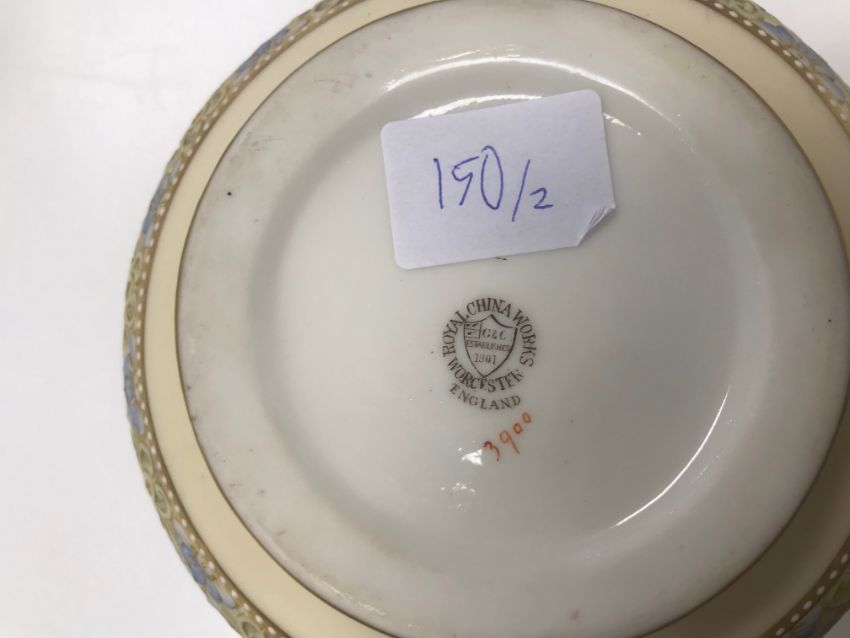 150/2
ROYAL CHINA WORKS
G & C
ESTABLISHED
1801
WORCESTER
ENGLAND
3900